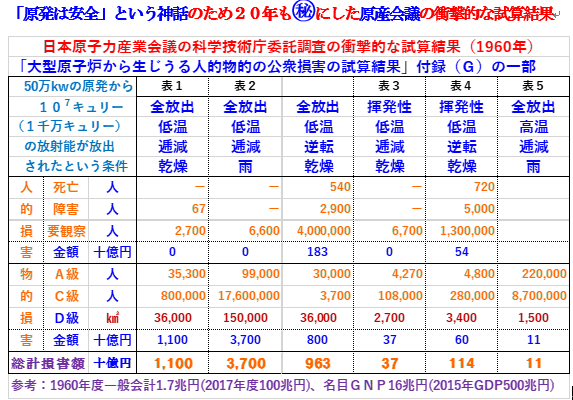 「原発は安全」という神話のため２０年も㊙にした原産会議の衝撃的な試算結果
日本原子力産業会議の科学技術庁委託調査の衝撃的な試算結果（1960年）
「大型原子炉から生じうる人的物的の公衆損害の試算結果」付録（Ｇ）の一部
50万kwの原発から 表１ 表２ 表３ 表４ 表５
１０⁷キュリー 全放出 全放出 全放出 揮発性 揮発性 全放出
（１千万キュリー） 低温 低温 低温 低温 低温 高温
の放射能が放出 逓減 逓減 逆転 逓減 逆転 逓減
されたという条件 乾燥 雨 乾燥 乾燥 乾燥 雨
人 死亡 人 － － 540 － 720
的 障害 人 67 － 2,900 － 5,000
損 要観察 人 2,700 6,600 4,000,000 6,700 1,300,000
害 金額 十億円 0 0 183 0 54
物 Ａ級 人 35,300 99,000 30,000 4,270 4,800 220,000
的 Ｃ級 人 800,000 17,600,000 3,700 108,000 280,000 8,700,000
損 Ｄ級 ㎢ 36,000 150,000 36,000 2,700 3,400 1,500
害 金額 十億円 1,100 3,700 800 37 60 11
総計損害額 十億円 1,100 3,700 963 37 114 11
参考：1960年度一般会計1.7兆円(2017年度100兆円)、名目ＧＮＰ16兆円(2015年GDP500兆円)